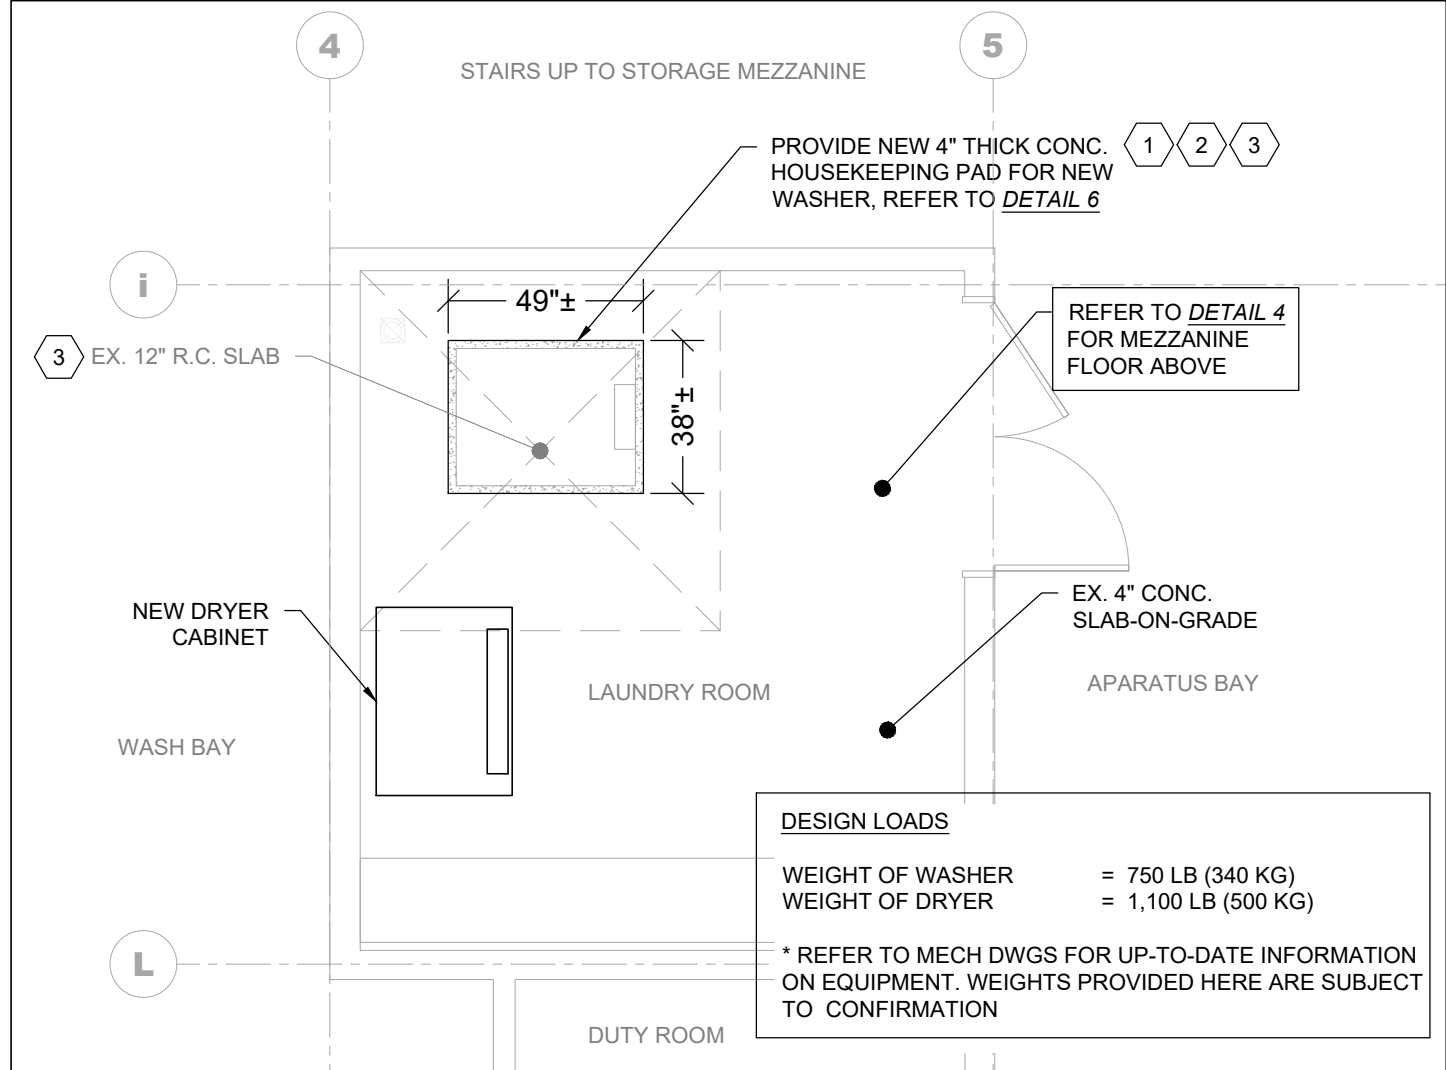 4
5
STAIRS UP TO STORAGE MEZZANINE
PROVIDE NEW 4" THICK CONC.
HOUSEKEEPING PAD FOR NEW
WASHER, REFER TO DETAIL 6
1
2
3
i
49"±
38"±
3
EX. 12" R.C. SLAB
REFER TO DETAIL 4
FOR MEZZANINE
FLOOR ABOVE
NEW DRYER
CABINET
EX. 4" CONC.
SLAB-ON-GRADE
LAUNDRY ROOM
APARATUS BAY
WASH BAY
DESIGN LOADS
WEIGHT OF WASHER = 750 LB (340 KG)
WEIGHT OF DRYER = 1,100 LB (500 KG)
* REFER TO MECH DWGS FOR UP-TO-DATE INFORMATION
ON EQUIPMENT. WEIGHTS PROVIDED HERE ARE SUBJECT
TO CONFIRMATION
L
DUTY ROOM